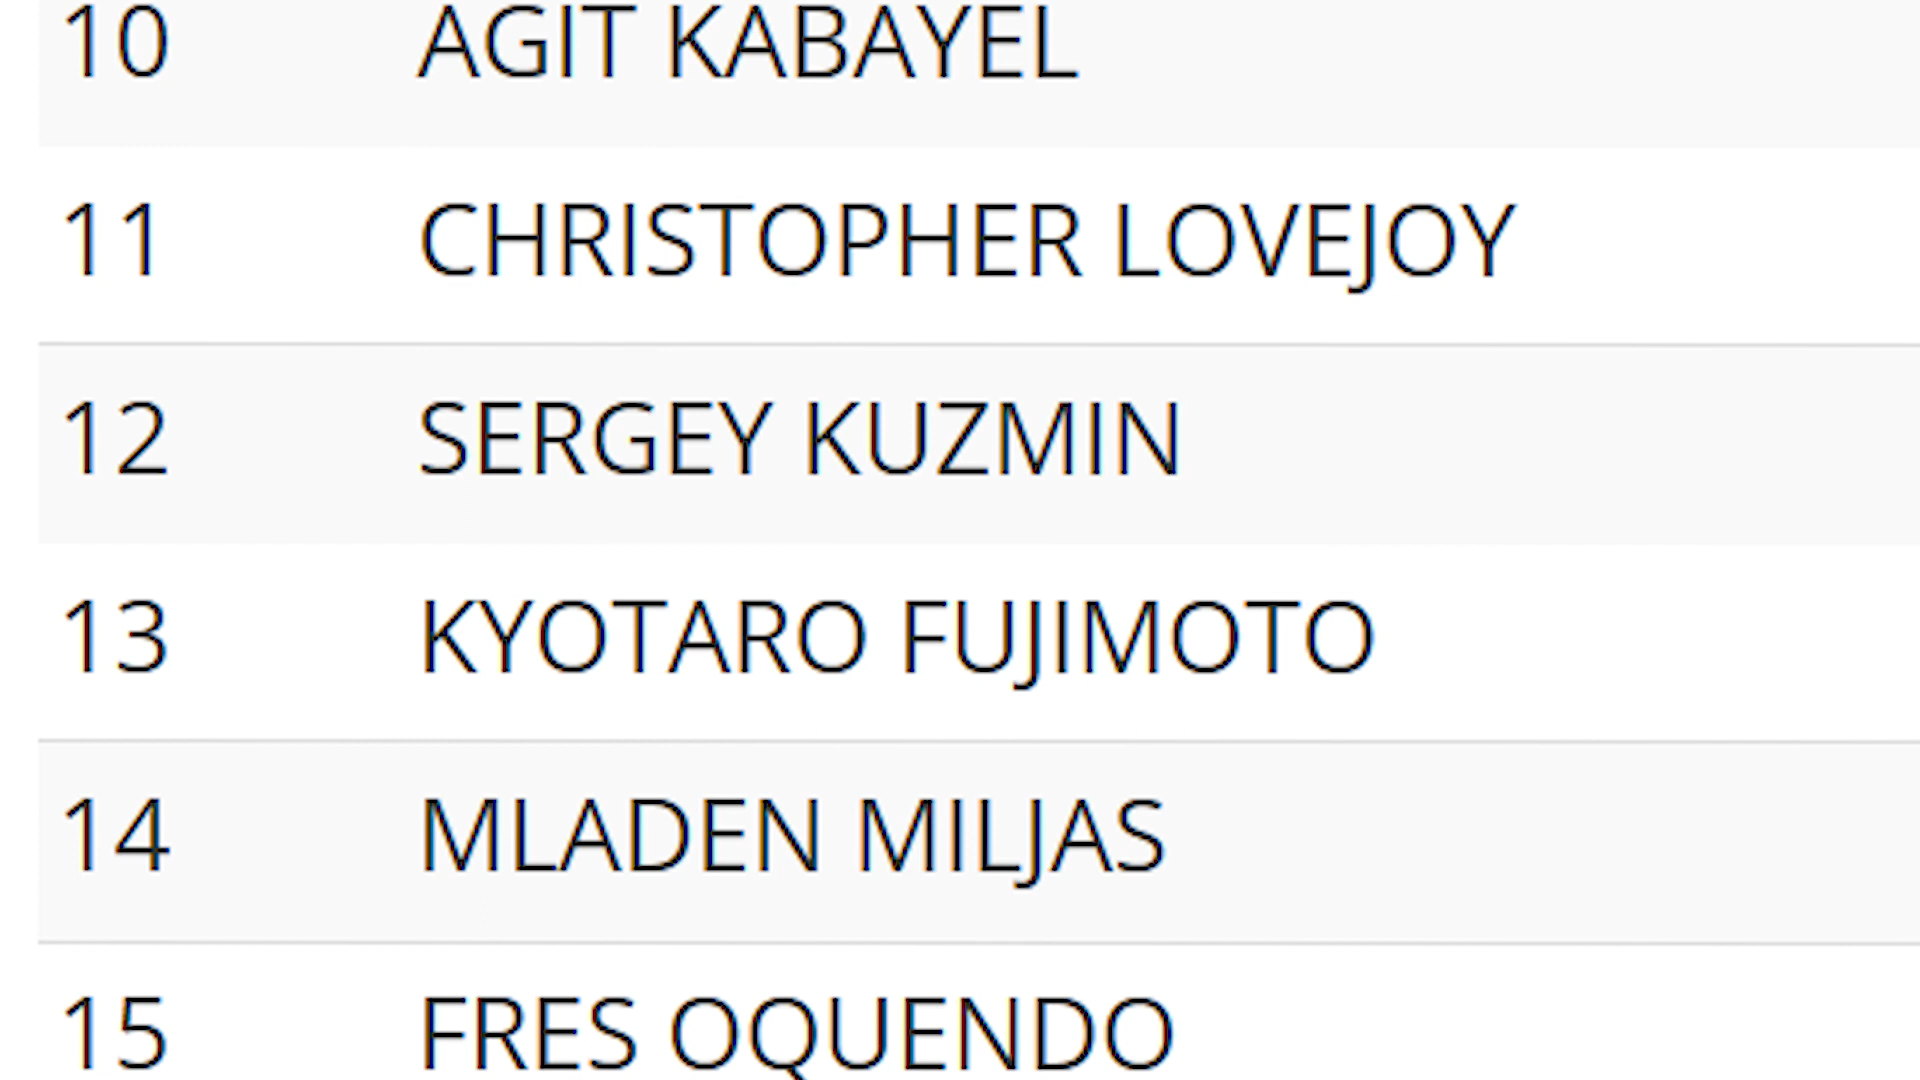 10 AGIT KABAYEL
11 CHRISTOPHER LOVEJOY
12 SERGEY KUZMIN
13 KYOTARO FUJIMOTO
14 MLADEN MILJAS
15 FRES OQUENDO